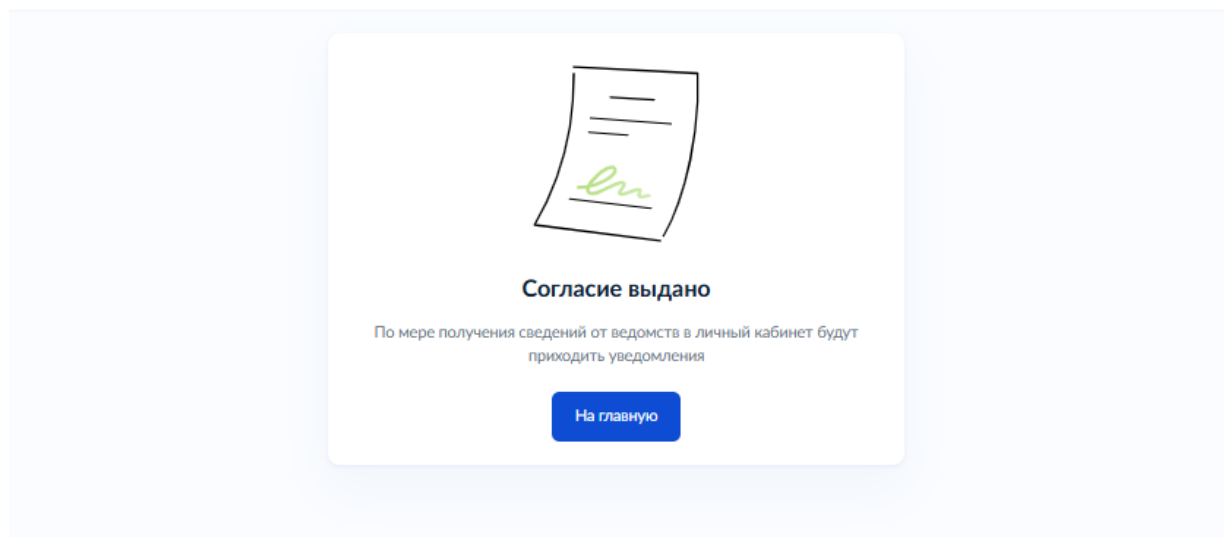 Согласие выдано
По мере получения сведений от ведомств в личный кабинет будут
приходить уведомления
На главную